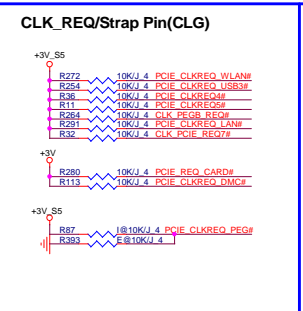 CLK_REQ/Strap Pin(CLG)
+3V_S5
R272 10K/J_4 PCIE_CLKREQ_WLAN#
R254 10K/J_4 PCIE_CLKREQ_USB3#
R36 10K/J_4 PCIE_CLKREQ4#
R11 10K/J_4 PCIE_CLKREQ5#
R264 10K/J_4 CLK_PEGB_REQ#
R291 10K/J_4 PCIE_CLKREQ_LAN#
R32 10K/J_4 CLK_PCIE_REQ7#
+3V
R280 10K/J_4 PCIE_REQ_CARD#
R113 10K/J_4 PCIE_CLKREQ_DMC#
+3V_S5
R87 I@10K/J_4 PCIE_CLKREQ_PEG#
R393 E@10K/J_4